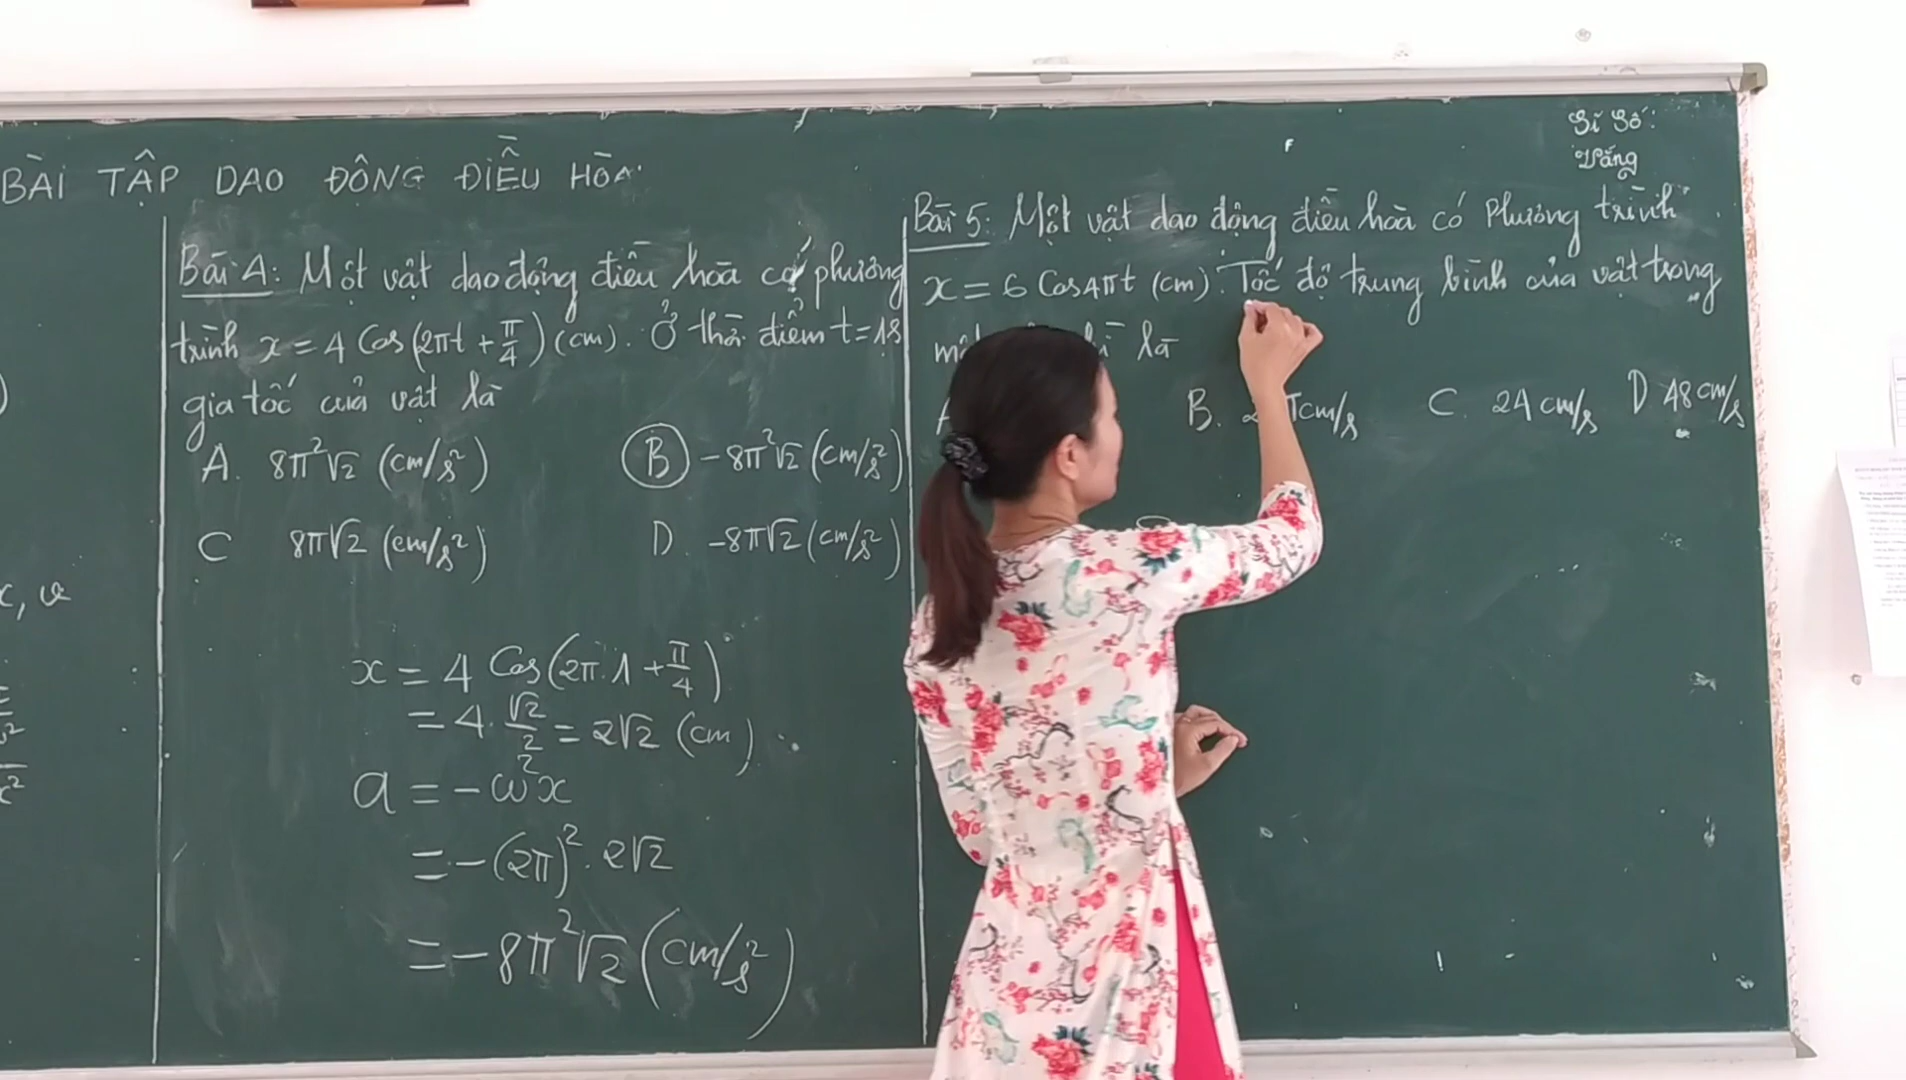 Sĩ Số:
Vắng
BÀI TẬP DAO ĐỘNG ĐIỀU HÒA
x, v
Bài 4: Một vật dao động điều hòa có phương
trình x = 4 Cos(2πt + π/4)(cm). Ở thời điểm t=1s
gia tốc của vật là
A. 8π²√2 (cm/s²)
B -8π²√2 (cm/s²)
C 8π√2 (cm/s²)
D. -8π√2 (cm/s²)
x = 4 Cos(2π.1 + π/4)
= 4. √2/2 = 2√2 (cm)
a = -ω²x
= -(2π)². 2√2
= -8π²√2 (cm/s²)
Bài 5: Một vật dao động điều hòa có Phương trình
x = 6 Cos4πt (cm). Tốc độ trung bình của vật trong
là
B. cm/s
C. 24 cm/s
D 48 cm/s